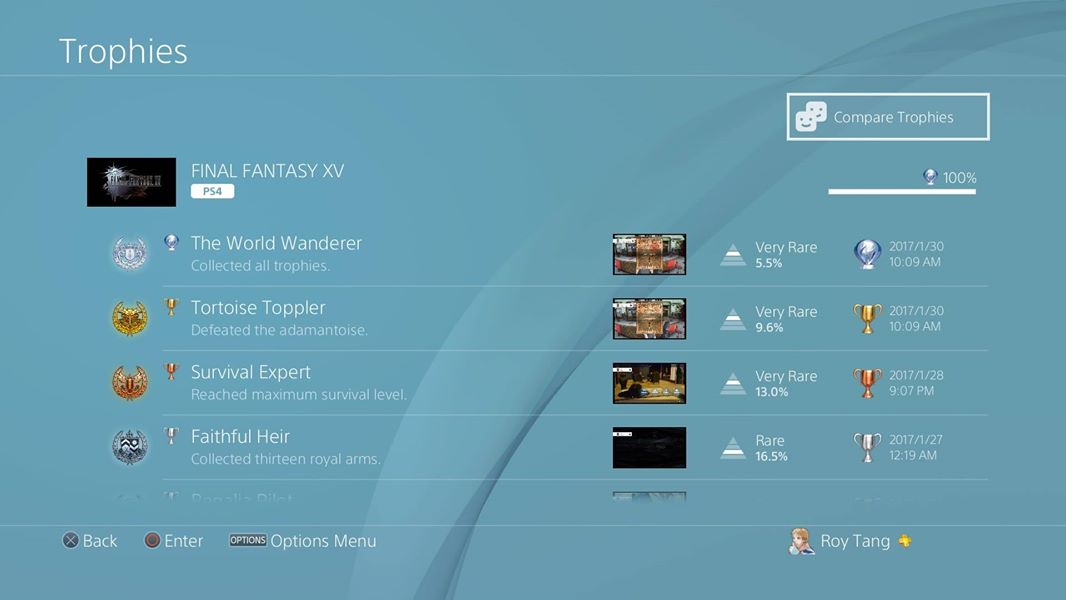 Trophies
Compare Trophies
FINAL FANTASY XV
PS4
100%
The World Wanderer
Collected all trophies.
Very Rare
5.5%
2017/1/30
10:09 AM
Tortoise Toppler
Defeated the adamantoise.
Very Rare
9.6%
2017/1/30
10:09 AM
Survival Expert
Reached maximum survival level.
Very Rare
13.0%
2017/1/28
9:07 PM
Faithful Heir
Collected thirteen royal arms.
Rare
16.5%
2017/1/27
12:19 AM
Regalia Pilot
Back
Enter
OPTIONS Options Menu
Roy Tang